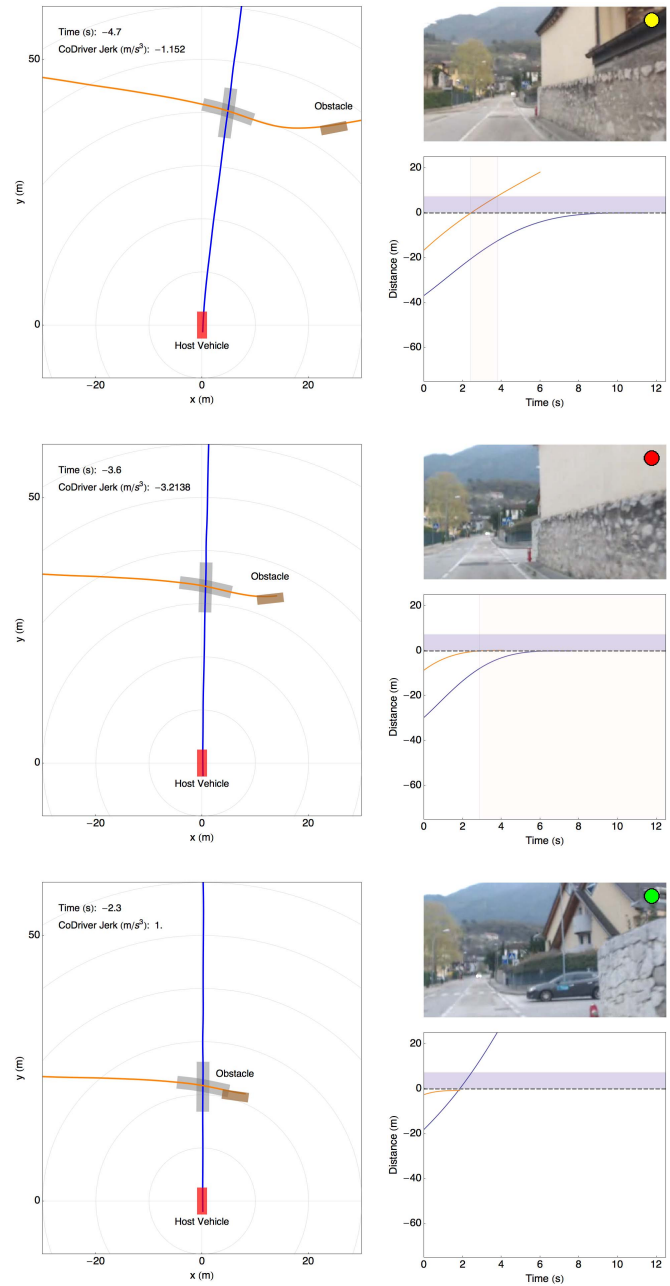 Time (s): −4.7
CoDriver Jerk (m/s³): −1.152
Obstacle
Host Vehicle
50
0
y (m)
−20
0
20
x (m)
20
0
−20
−40
−60
Distance (m)
0
2
4
6
8
10
12
Time (s)
Time (s): −3.6
CoDriver Jerk (m/s³): −3.2138
Obstacle
Host Vehicle
50
0
y (m)
−20
0
20
x (m)
20
0
−20
−40
−60
Distance (m)
0
2
4
6
8
10
12
Time (s)
Time (s): −2.3
CoDriver Jerk (m/s³): 1.
Obstacle
Host Vehicle
50
0
y (m)
−20
0
20
x (m)
20
0
−20
−40
−60
Distance (m)
0
2
4
6
8
10
12
Time (s)